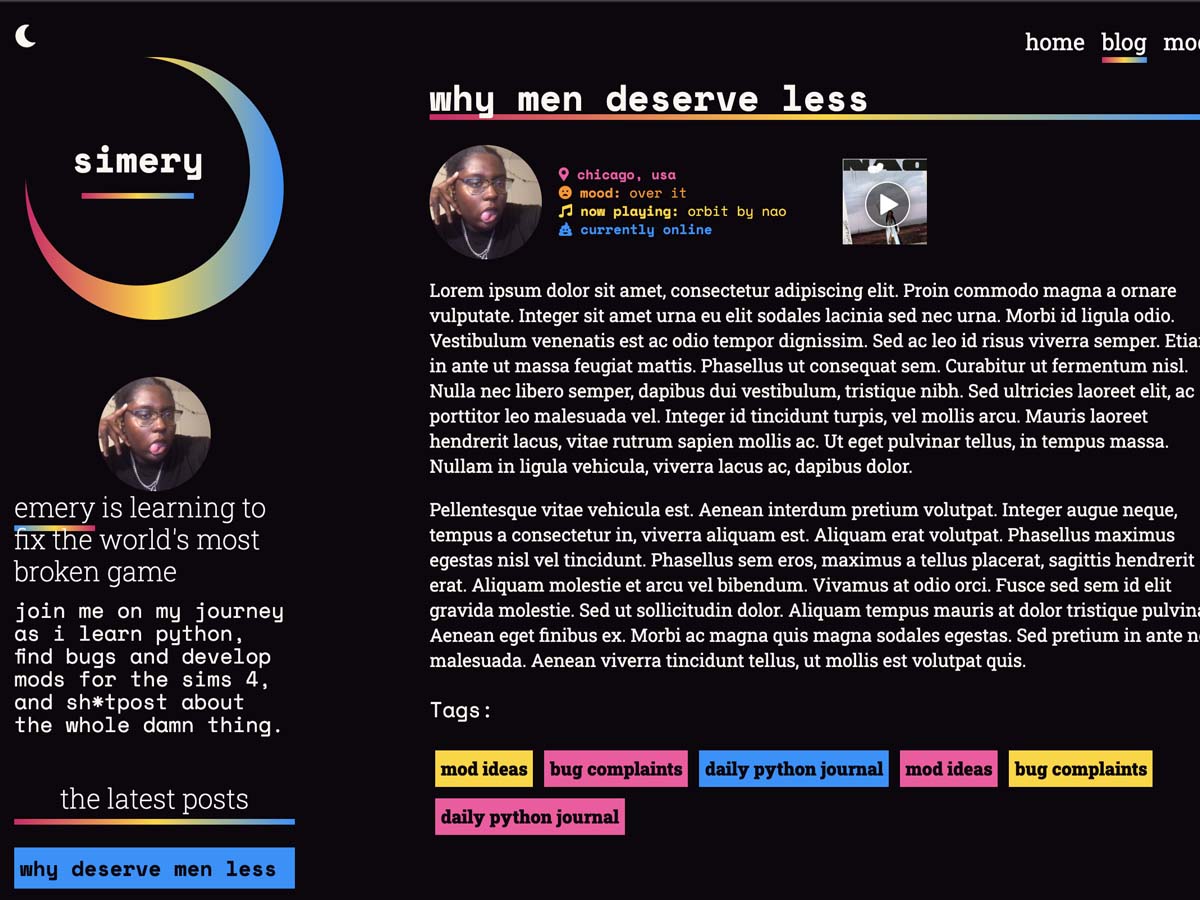 home blog
simery
emery is learning to
fix the world's most
broken game
join me on my journey
as i learn python,
find bugs and develop
mods for the sims 4,
and sh*tpost about
the whole damn thing.
the latest posts
why deserve men less
why men deserve less
chicago, usa
mood: over it
now playing: orbit by nao
currently online
NAO
Lorem ipsum dolor sit amet, consectetur adipiscing elit. Proin commodo magna a ornare
vulputate. Integer sit amet urna eu elit sodales lacinia sed nec urna. Morbi id ligula odio.
Vestibulum venenatis est ac odio tempor dignissim. Sed ac leo id risus viverra semper.
in ante ut massa feugiat mattis. Phasellus ut consequat sem. Curabitur ut fermentum nisl.
Nulla nec libero semper, dapibus dui vestibulum, tristique nibh. Sed ultricies laoreet elit, ac
porttitor leo malesuada vel. Integer id tincidunt turpis, vel mollis arcu. Mauris laoreet
hendrerit lacus, vitae rutrum sapien mollis ac. Ut eget pulvinar tellus, in tempus massa.
Nullam in ligula vehicula, viverra lacus ac, dapibus dolor.
Pellentesque vitae vehicula est. Aenean interdum pretium volutpat. Integer augue neque,
tempus a consectetur in, viverra aliquam est. Aliquam erat volutpat. Phasellus maximus
egestas nisl vel tincidunt. Phasellus sem eros, maximus a tellus placerat, sagittis hendrerit
erat. Aliquam molestie et arcu vel bibendum. Vivamus at odio orci. Fusce sed sem id elit
gravida molestie. Sed ut sollicitudin dolor. Aliquam tempus mauris at dolor tristique
Aenean eget finibus ex. Morbi ac magna quis magna sodales egestas. Sed pretium in ante
malesuada. Aenean viverra tincidunt tellus, ut mollis est volutpat quis.
Tags:
mod ideas bug complaints daily python journal mod ideas bug complaints
daily python journal